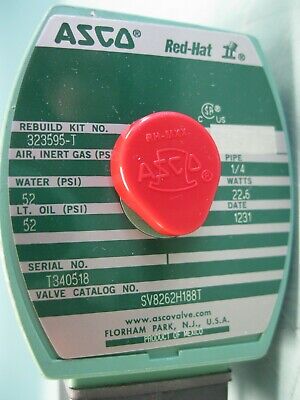 ASCO® Red-Hat II®
C US
REBUILD KIT NO.
323595-T
AIR, INERT GAS (PS
PIPE
1/4
WATER (PSI)
WATTS
52
22.6
LT. OIL (PSI)
DATE
52
1231
ASCO®
SERIAL NO.
T340518
VALVE CATALOG NO.
SV8262H188T
www.ascovalve.com
FLORHAM PARK, N.J., U.S.A.
PRODUCT OF MEXICO